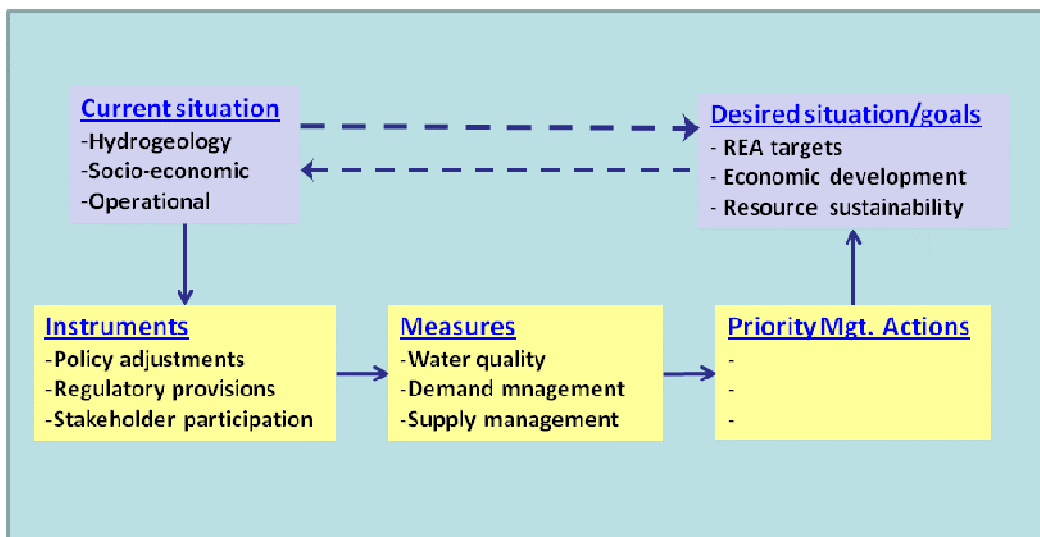 Current situation
-Hydrogeology
-Socio-economic
-Operational
Desired situation/goals
- REA targets
- Economic development
- Resource sustainability
Instruments
-Policy adjustments
-Regulatory provisions
-Stakeholder participation
Measures
-Water quality
-Demand mnagement
-Supply management
Priority Mgt. Actions
-
-
-